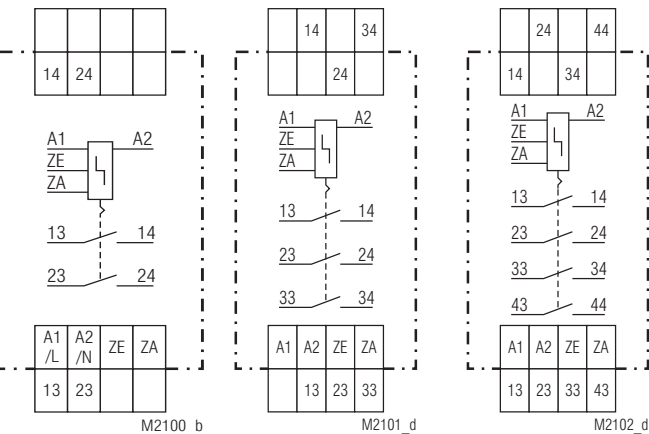 14 24
A1 A2
ZE
ZA
13 14
23 24
A1 /L A2 /N ZE ZA
13 23
M2100_b
14 34
24
A1 A2
ZE
ZA
13 14
23 24
33 34
A1 A2 ZE ZA
13 23 33
M2101_d
24 44
14 34
A1 A2
ZE
ZA
13 14
23 24
33 34
43 44
A1 A2 ZE ZA
13 23 33 43
M2102_d